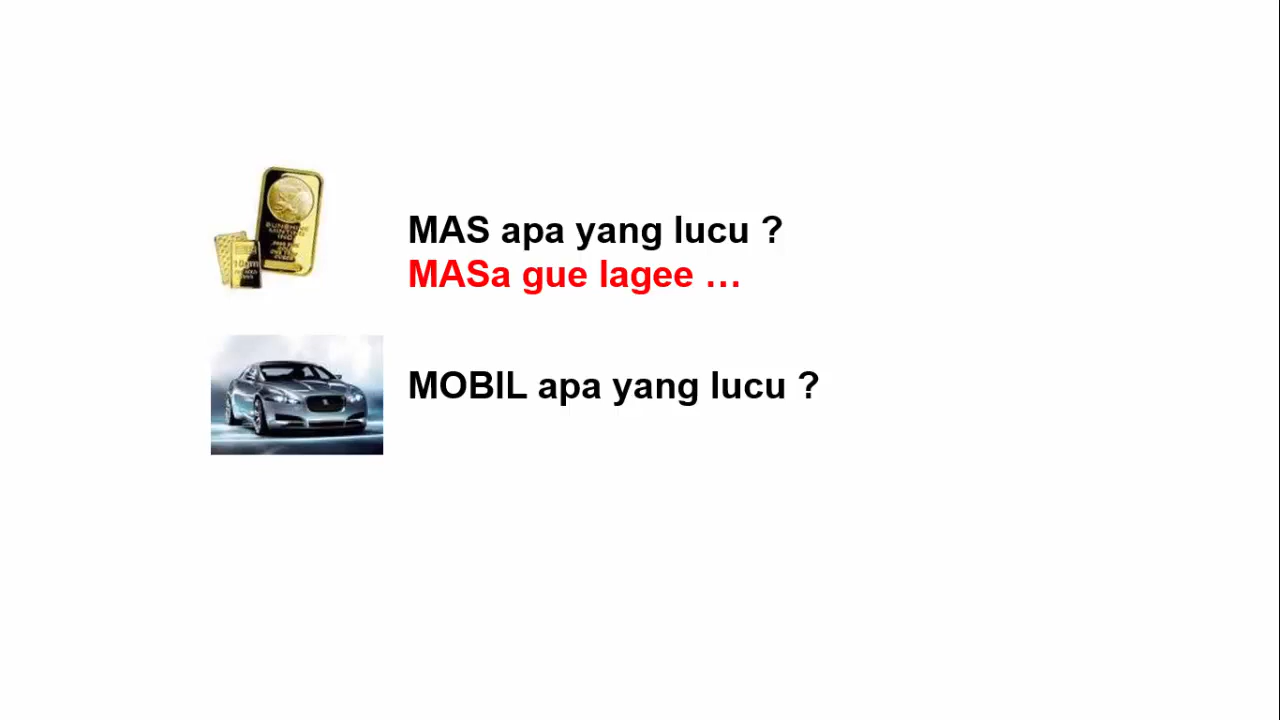 MAS apa yang lucu ?
MASa gue lagee …
MOBIL apa yang lucu ?